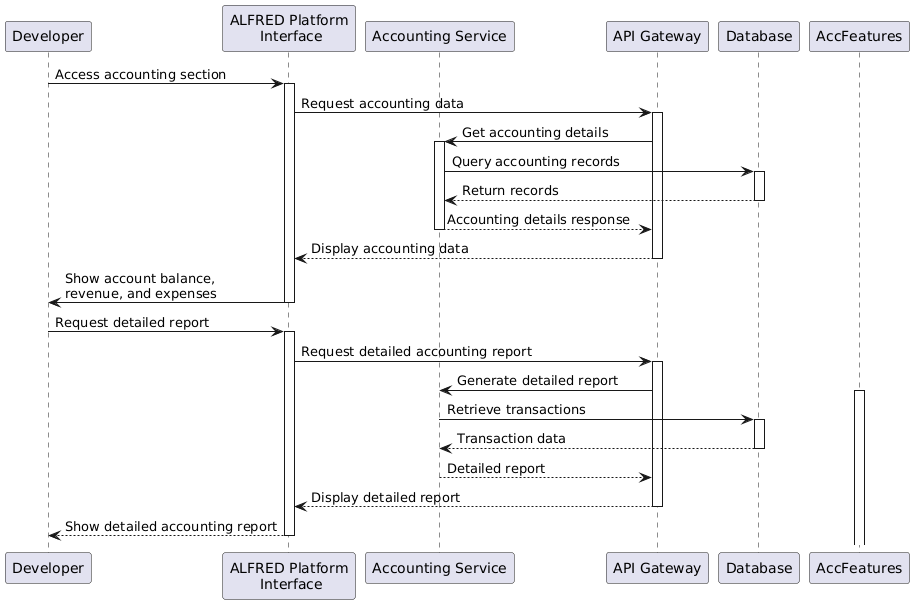 Developer
ALFRED Platform
Interface
Accounting Service
API Gateway
Database
AccFeatures
Access accounting section
Request accounting data
Get accounting details
Query accounting records
Return records
Accounting details response
Display accounting data
Show account balance,
revenue, and expenses
Request detailed report
Request detailed accounting report
Generate detailed report
Retrieve transactions
Transaction data
Detailed report
Display detailed report
Show detailed accounting report
Developer
ALFRED Platform
Interface
Accounting Service
API Gateway
Database
AccFeatures